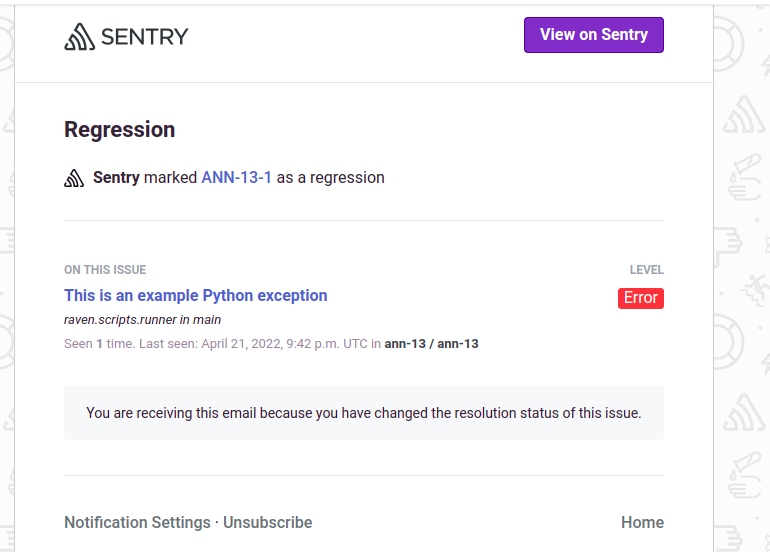 SENTRY
View on Sentry
Regression
Sentry marked ANN-13-1 as a regression
ON THIS ISSUE
LEVEL
This is an example Python exception
Error
raven.scripts.runner in main
Seen 1 time. Last seen: April 21, 2022, 9:42 p.m. UTC in ann-13 / ann-13
You are receiving this email because you have changed the resolution status of this issue.
Notification Settings · Unsubscribe
Home